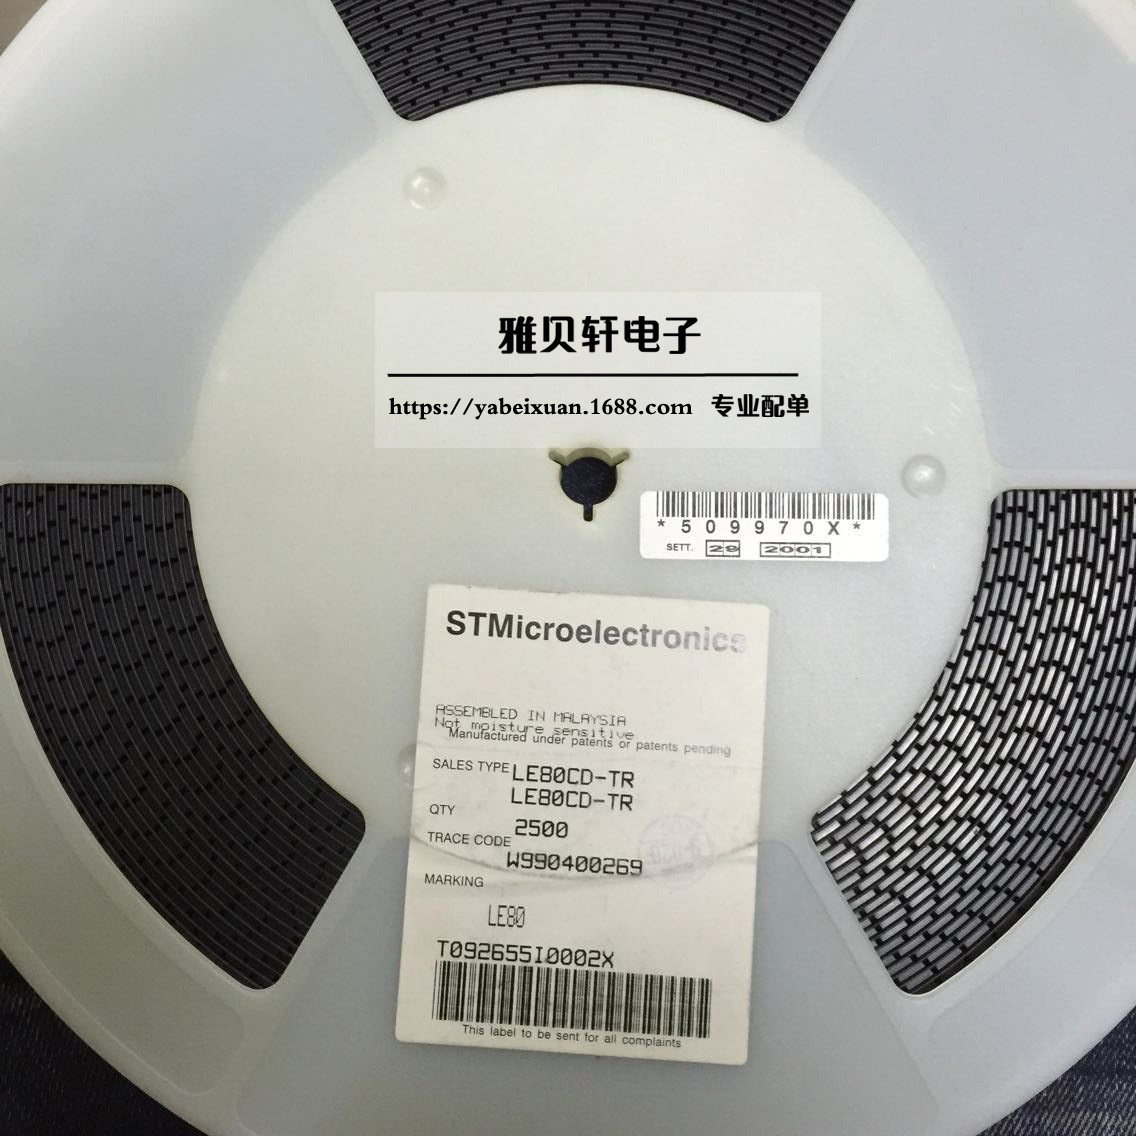 雅贝轩电子
https://yabeixuan.1688.com 专业配单
*509970X*
SETT. 29 2001
STMicroelectronics
ASSEMBLED IN MALAYSIA
Not moisture sensitive
Manufactured under patents or patents pending
SALES TYPE LE80CD-TR
LE80CD-TR
QTY 2500
TRACE CODE W990400269
MARKING
LE80
T092655I0002X
This label to be sent for all complaints